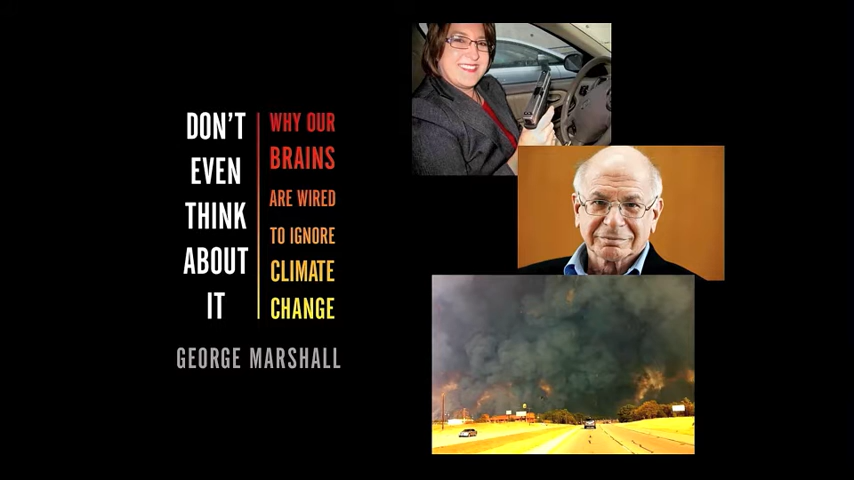 DON'T
EVEN
THINK
ABOUT
IT
WHY OUR
BRAINS
ARE WIRED
TO IGNORE
CLIMATE
CHANGE
GEORGE MARSHALL